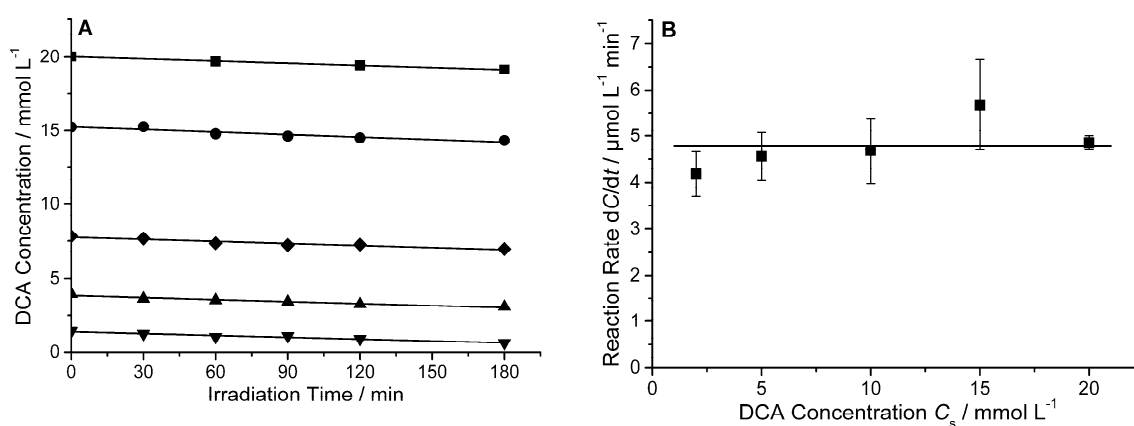 A
DCA Concentration / mmol L⁻¹
20
15
10
5
0
0 30 60 90 120 150 180
Irradiation Time / min
B
Reaction Rate dC/dt / µmol L⁻¹ min⁻¹
7
6
5
4
3
2
1
0
0 5 10 15 20
DCA Concentration Cₛ / mmol L⁻¹